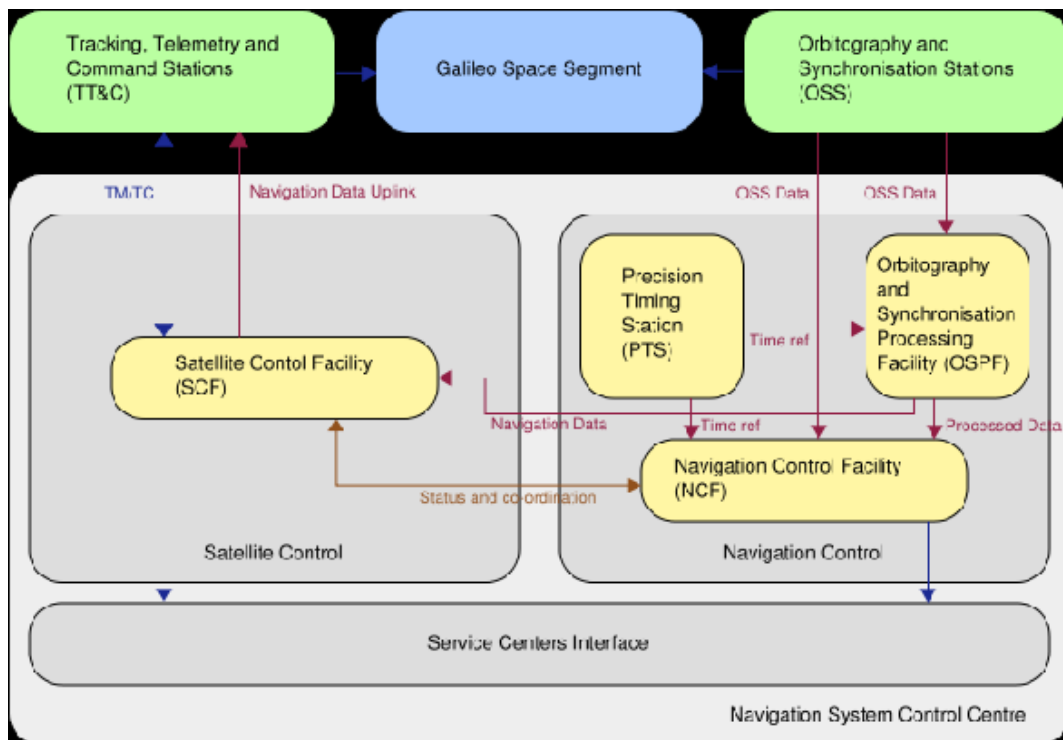 Tracking, Telemetry and
Command Stations
(TT&C)
Galileo Space Segment
Orbitography and
Synchronisation Stations
(OSS)
TM/TC
Navigation Data Uplink
OSS Data
OSS Data
Precision
Timing
Station
(PTS)
Orbitography
and
Synchronisation
Processing
Facility (OSPF)
Time ref
Satellite Contol Facility
(SCF)
Navigation Data
Time ref
Processed Data
Navigation Control Facility
(NCF)
Status and co-ordination
Satellite Control
Navigation Control
Service Centers Interface
Navigation System Control Centre